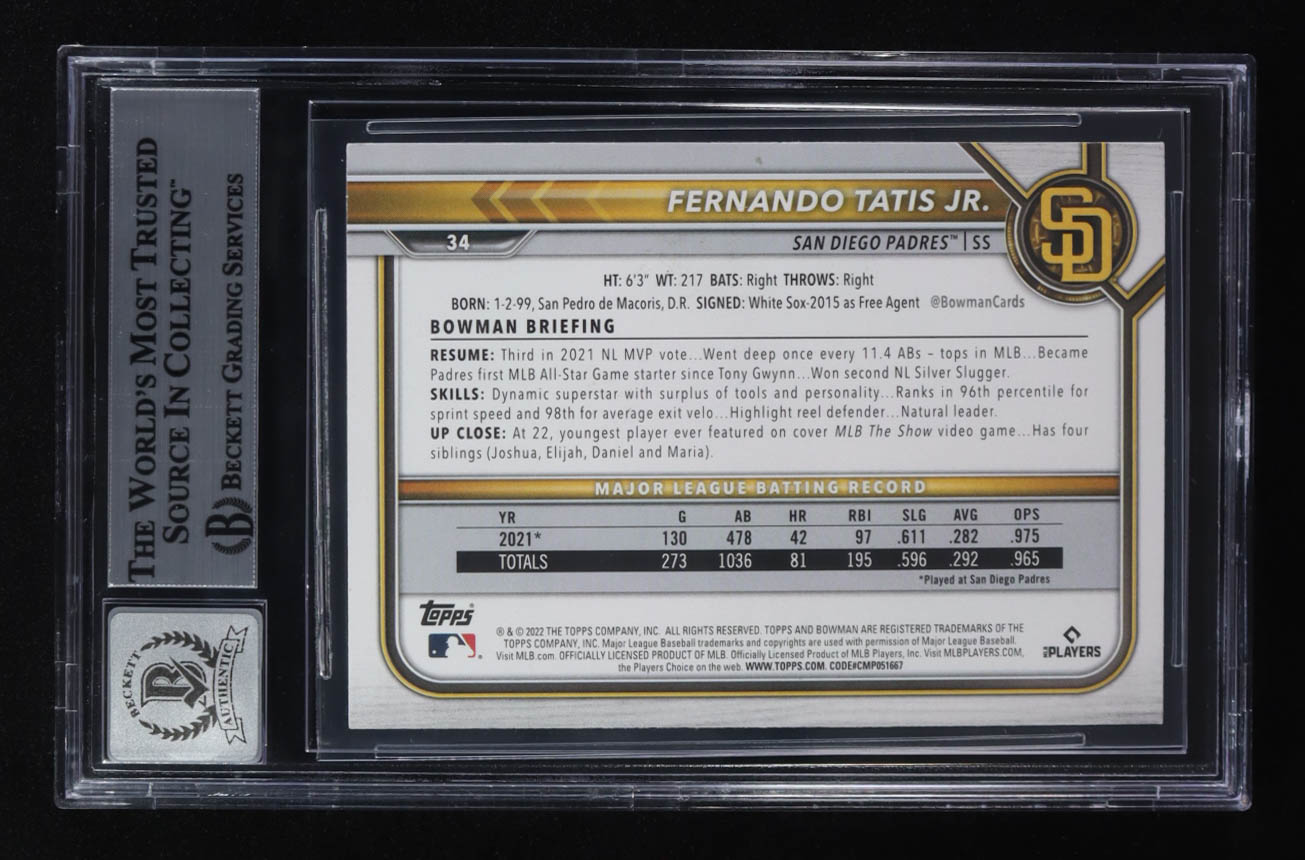 THE WORLD'S MOST TRUSTED
SOURCE IN COLLECTING™
B BECKETT GRADING SERVICES
BECKETT
B
AUTHENTIC
FERNANDO TATIS JR.
SD
34
SAN DIEGO PADRES™ | SS
HT: 6'3" WT: 217 BATS: Right THROWS: Right
BORN: 1-2-99, San Pedro de Macoris, D.R. SIGNED: White Sox-2015 as Free Agent @BowmanCards
BOWMAN BRIEFING
RESUME: Third in 2021 NL MVP vote...Went deep once every 11.4 ABs – tops in MLB...Became
Padres first MLB All-Star Game starter since Tony Gwynn...Won second NL Silver Slugger.
SKILLS: Dynamic superstar with surplus of tools and personality...Ranks in 96th percentile for
sprint speed and 98th for average exit velo...Highlight reel defender...Natural leader.
UP CLOSE: At 22, youngest player ever featured on cover MLB The Show video game...Has four
siblings (Joshua, Elijah, Daniel and Maria).
MAJOR LEAGUE BATTING RECORD
YR G AB HR RBI SLG AVG OPS
2021* 130 478 42 97 .611 .282 .975
TOTALS 273 1036 81 195 .596 .292 .965
*Played at San Diego Padres
topps
® & © 2022 THE TOPPS COMPANY, INC. ALL RIGHTS RESERVED. TOPPS AND BOWMAN ARE REGISTERED TRADEMARKS OF THE
TOPPS COMPANY, INC. Major League Baseball trademarks and copyrights are used with permission of Major League Baseball.
Visit MLB.com. OFFICIALLY LICENSED PRODUCT OF MLB. Officially Licensed Product of MLB Players, Inc. Visit MLBPLAYERS.COM,
the Players Choice on the web. WWW.TOPPS.COM. CODE#CMP051667
MLB PLAYERS